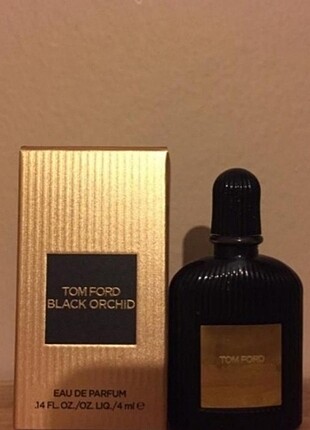 TOM FORD
BLACK ORCHID
EAU DE PARFUM
.14 FL. OZ./OZ. LIQ./4 ml ℮
TOM FORD